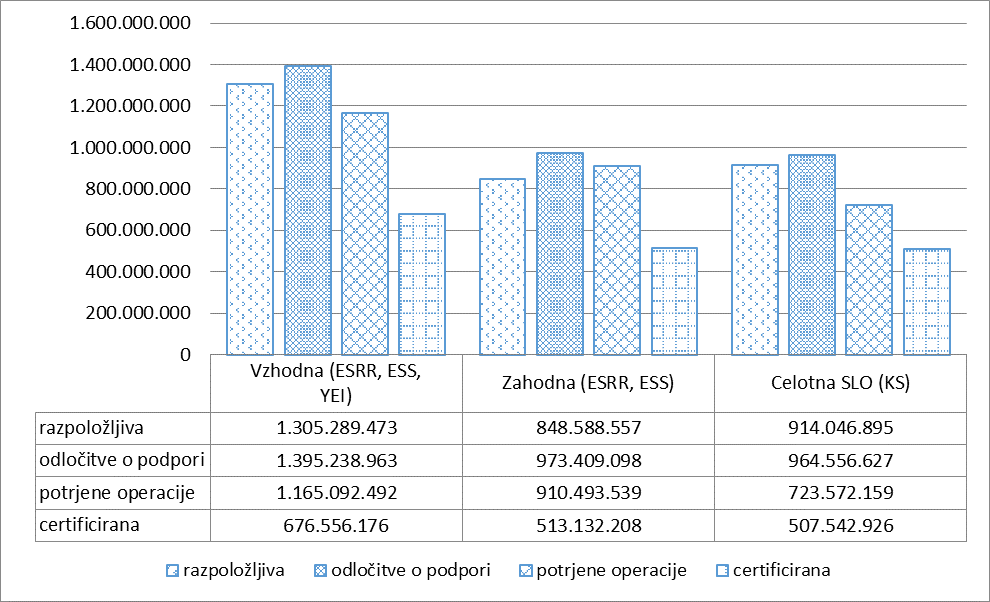 1.600.000.000
1.400.000.000
1.200.000.000
1.000.000.000
800.000.000
600.000.000
400.000.000
200.000.000
0
Vzhodna (ESRR, ESS, YEI)
Zahodna (ESRR, ESS)
Celotna SLO (KS)
razpoložljiva 1.305.289.473 848.588.557 914.046.895
odločitve o podpori 1.395.238.963 973.409.098 964.556.627
potrjene operacije 1.165.092.492 910.493.539 723.572.159
certificirana 676.556.176 513.132.208 507.542.926
razpoložljiva odločitve o podpori potrjene operacije certificirana